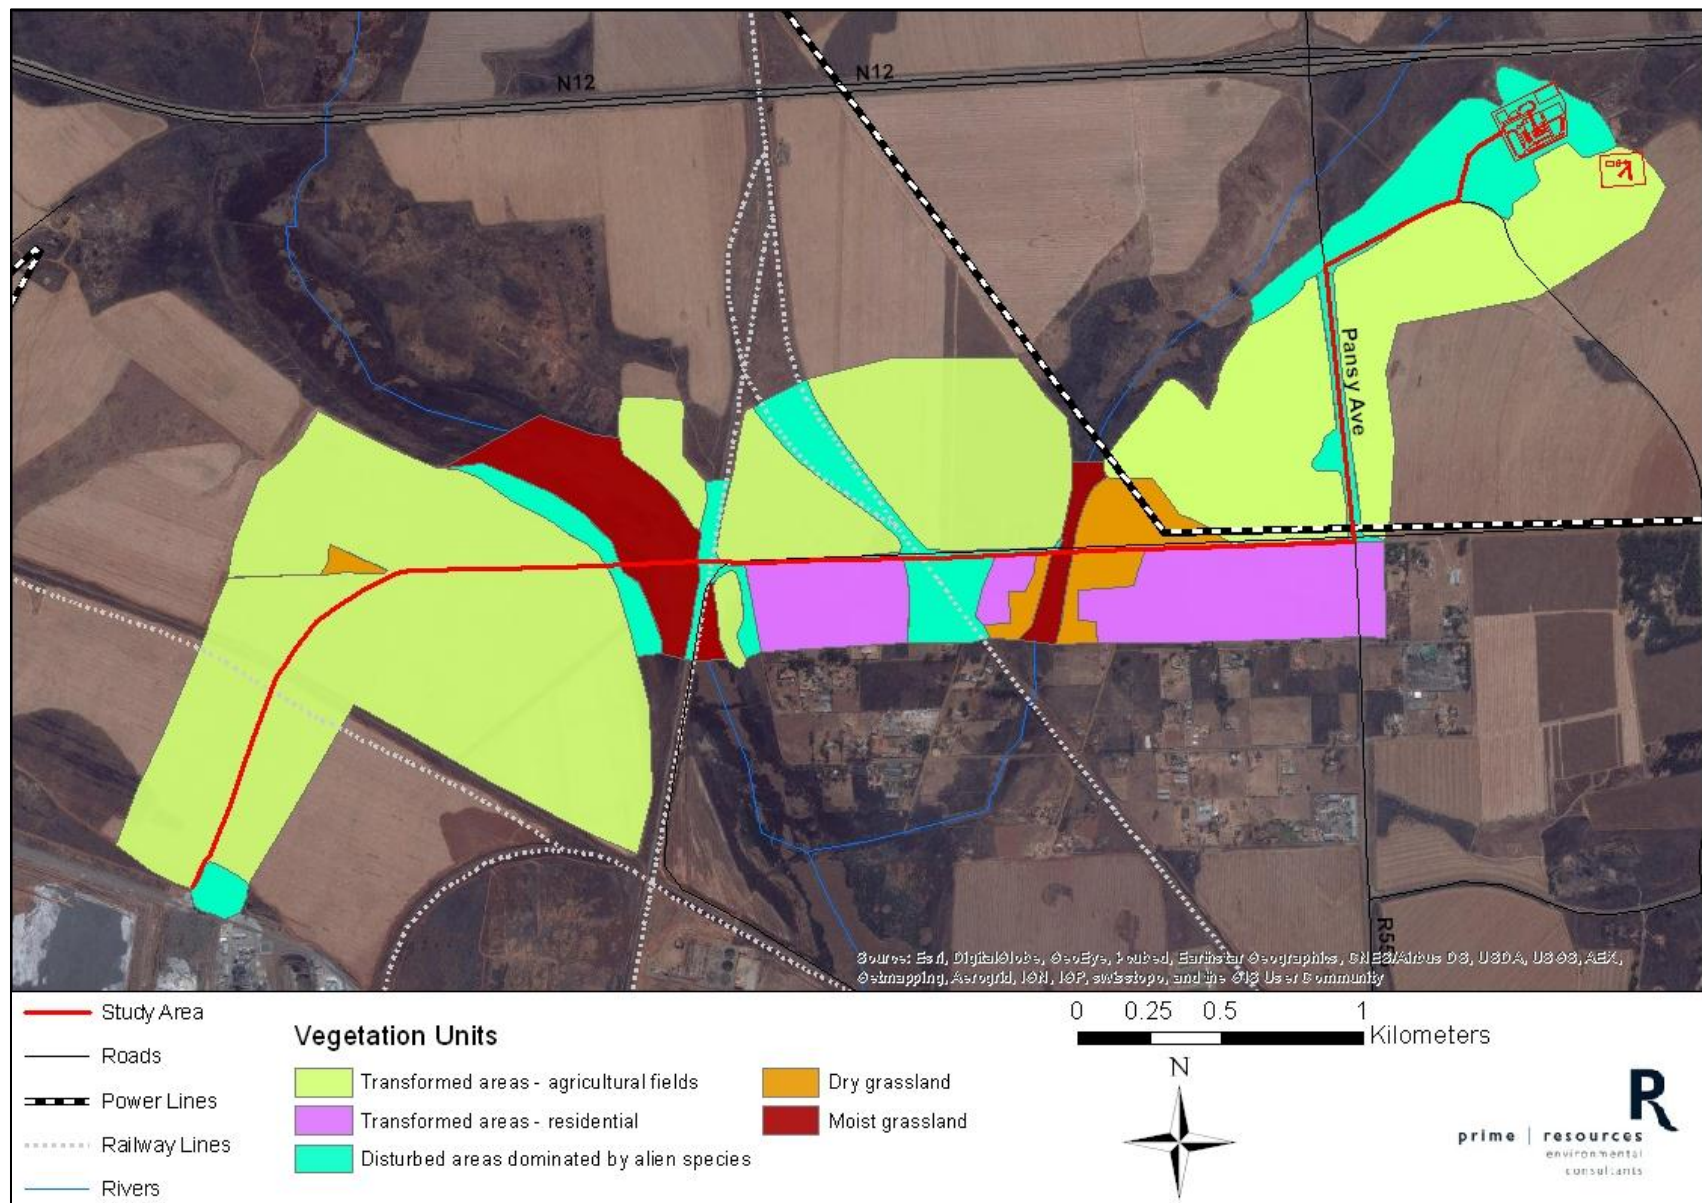 N12
N12
Pansy Ave
R55
Source: Esri, DigitalGlobe, GeoEye, i-cubed, Earthstar Geographics, CNES/Airbus DS, USDA, USGS, AEX,
Getmapping, Aerogrid, IGN, IGP, swisstopo, and the GIS User Community
Study Area
Roads
Power Lines
Railway Lines
Rivers
Vegetation Units
Transformed areas - agricultural fields
Transformed areas - residential
Disturbed areas dominated by alien species
Dry grassland
Moist grassland
0 0.25 0.5 1
Kilometers
N
R
prime | resources
environmental
consultants